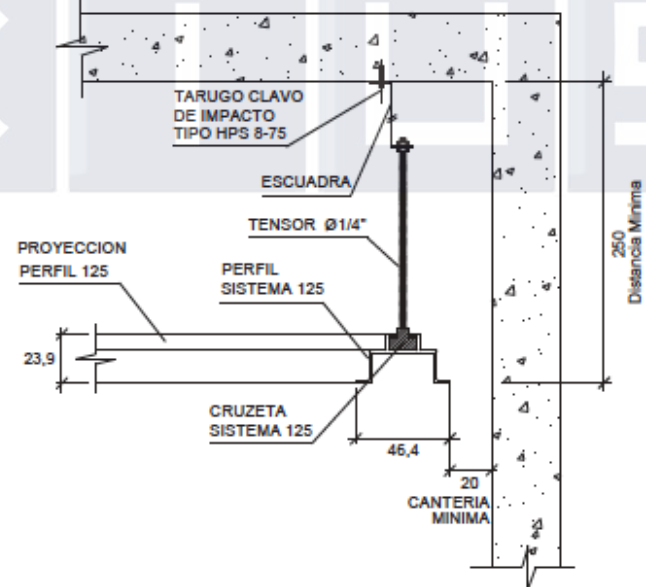 TARUGO CLAVO
DE IMPACTO
TIPO HPS 8-75
ESCUADRA
TENSOR Ø1/4"
PROYECCION
PERFIL 125
PERFIL
SISTEMA 125
23,9
CRUZETA
SISTEMA 125
46,4
20
CANTERIA
MINIMA
250
Distancia Minima